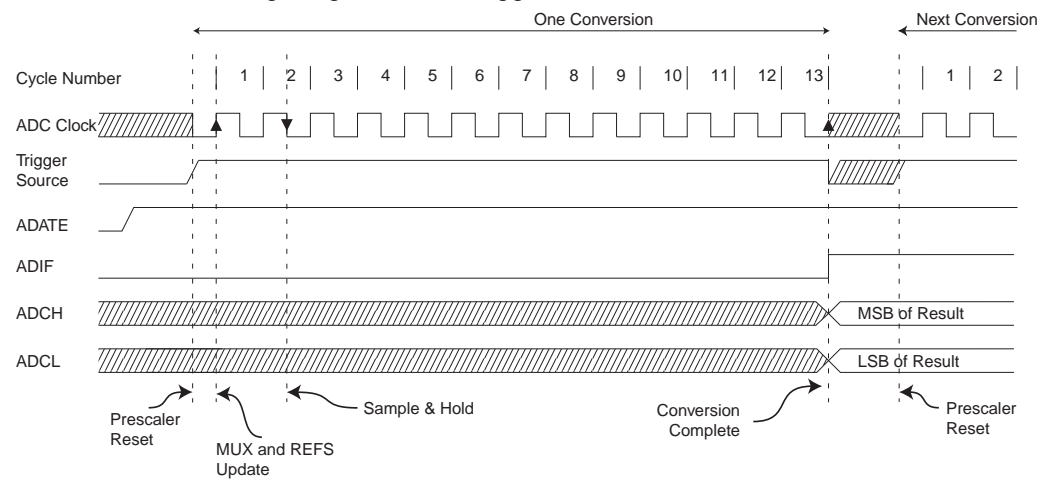 One Conversion
Next Conversion
Cycle Number 1 2 3 4 5 6 7 8 9 10 11 12 13 1 2
ADC Clock
Trigger
Source
ADATE
ADIF
ADCH MSB of Result
ADCL LSB of Result
Prescaler
Reset
MUX and REFS
Update
Sample & Hold
Conversion
Complete
Prescaler
Reset